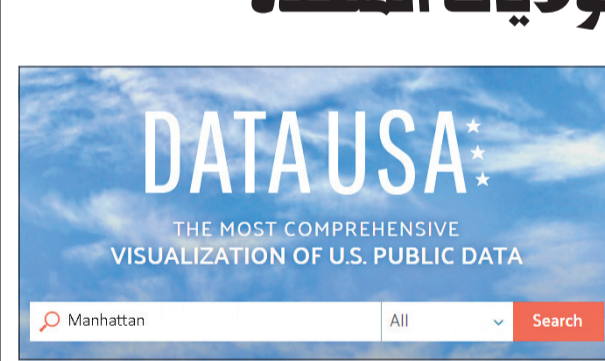 DATA USA:
THE MOST COMPREHENSIVE
VISUALIZATION OF U.S. PUBLIC DATA
Manhattan
All
Search